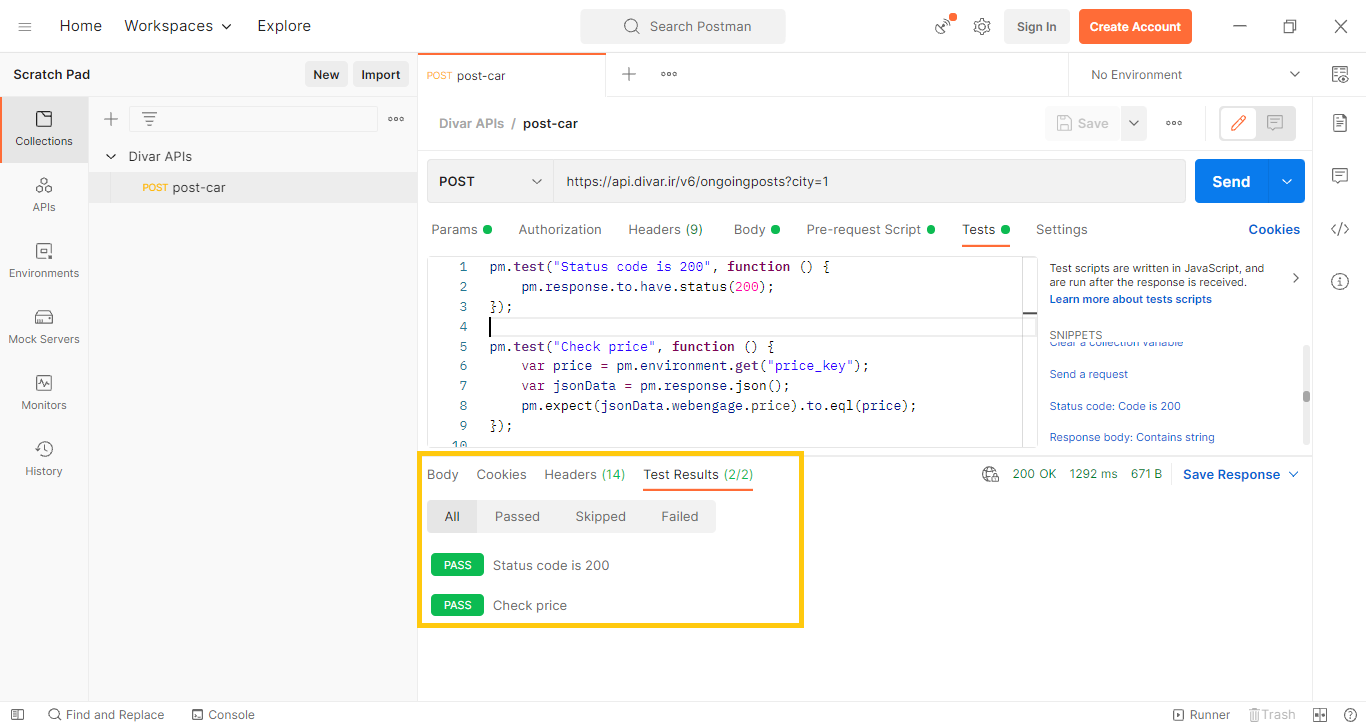 Home Workspaces Explore Search Postman Sign In Create Account
Scratch Pad New Import POST post-car No Environment
Divar APIs / post-car Save
Collections
Divar APIs
POST post-car
APIs
Environments
Mock Servers
Monitors
History
POST https://api.divar.ir/v6/ongoingposts?city=1 Send
Params Authorization Headers (9) Body Pre-request Script Tests Settings Cookies
1 pm.test("Status code is 200", function () {
2 pm.response.to.have.status(200);
3 });
4
5 pm.test("Check price", function () {
6 var price = pm.environment.get("price_key");
7 var jsonData = pm.response.json();
8 pm.expect(jsonData.webengage.price).to.eql(price);
9 });
10
Test scripts are written in JavaScript, and
are run after the response is received.
Learn more about tests scripts
SNIPPETS
Clear a collection variable
Send a request
Status code: Code is 200
Response body: Contains string
Body Cookies Headers (14) Test Results (2/2) 200 OK 1292 ms 671 B Save Response
All Passed Skipped Failed
PASS Status code is 200
PASS Check price
Find and Replace Console Runner Trash